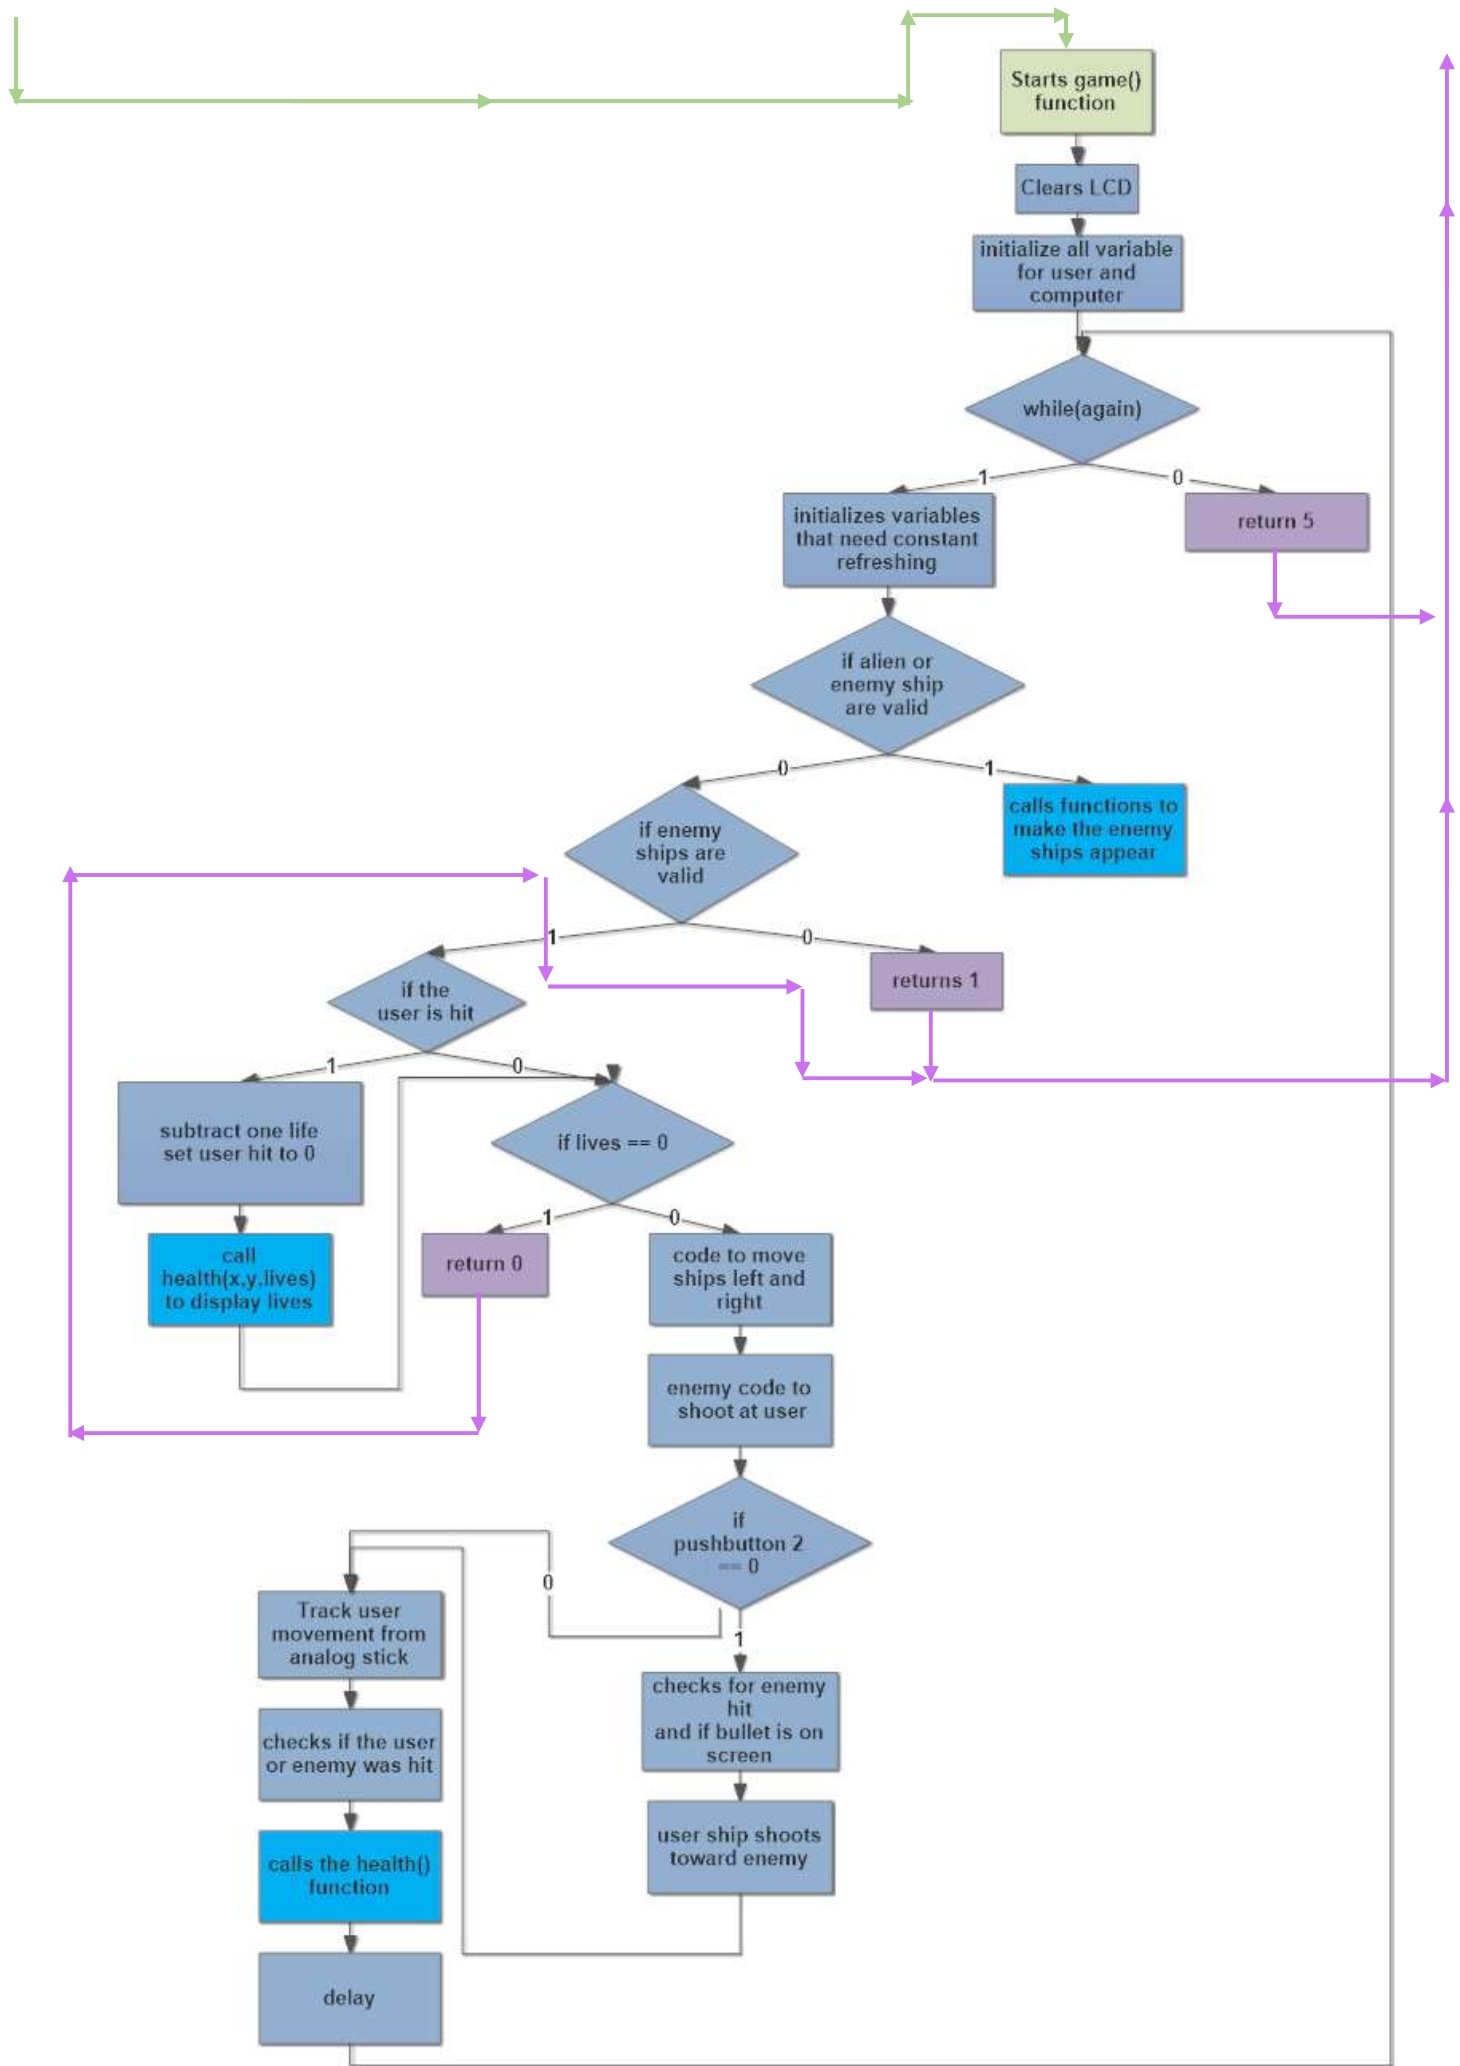 Starts game()
function
Clears LCD
initialize all variable
for user and
computer
while(again)
1
0
initializes variables
that need constant
refreshing
return 5
if alien or
enemy ship
are valid
0
1
if enemy
ships are
valid
calls functions to
make the enemy
ships appear
1
0
if the
user is hit
returns 1
1
0
subtract one life
set user hit to 0
if lives == 0
1
0
call
health(x,y,lives)
to display lives
return 0
code to move
ships left and
right
enemy code to
shoot at user
if
pushbutton 2
== 0
0
1
Track user
movement from
analog stick
checks for enemy
hit
and if bullet is on
screen
checks if the user
or enemy was hit
user ship shoots
toward enemy
calls the health()
function
delay